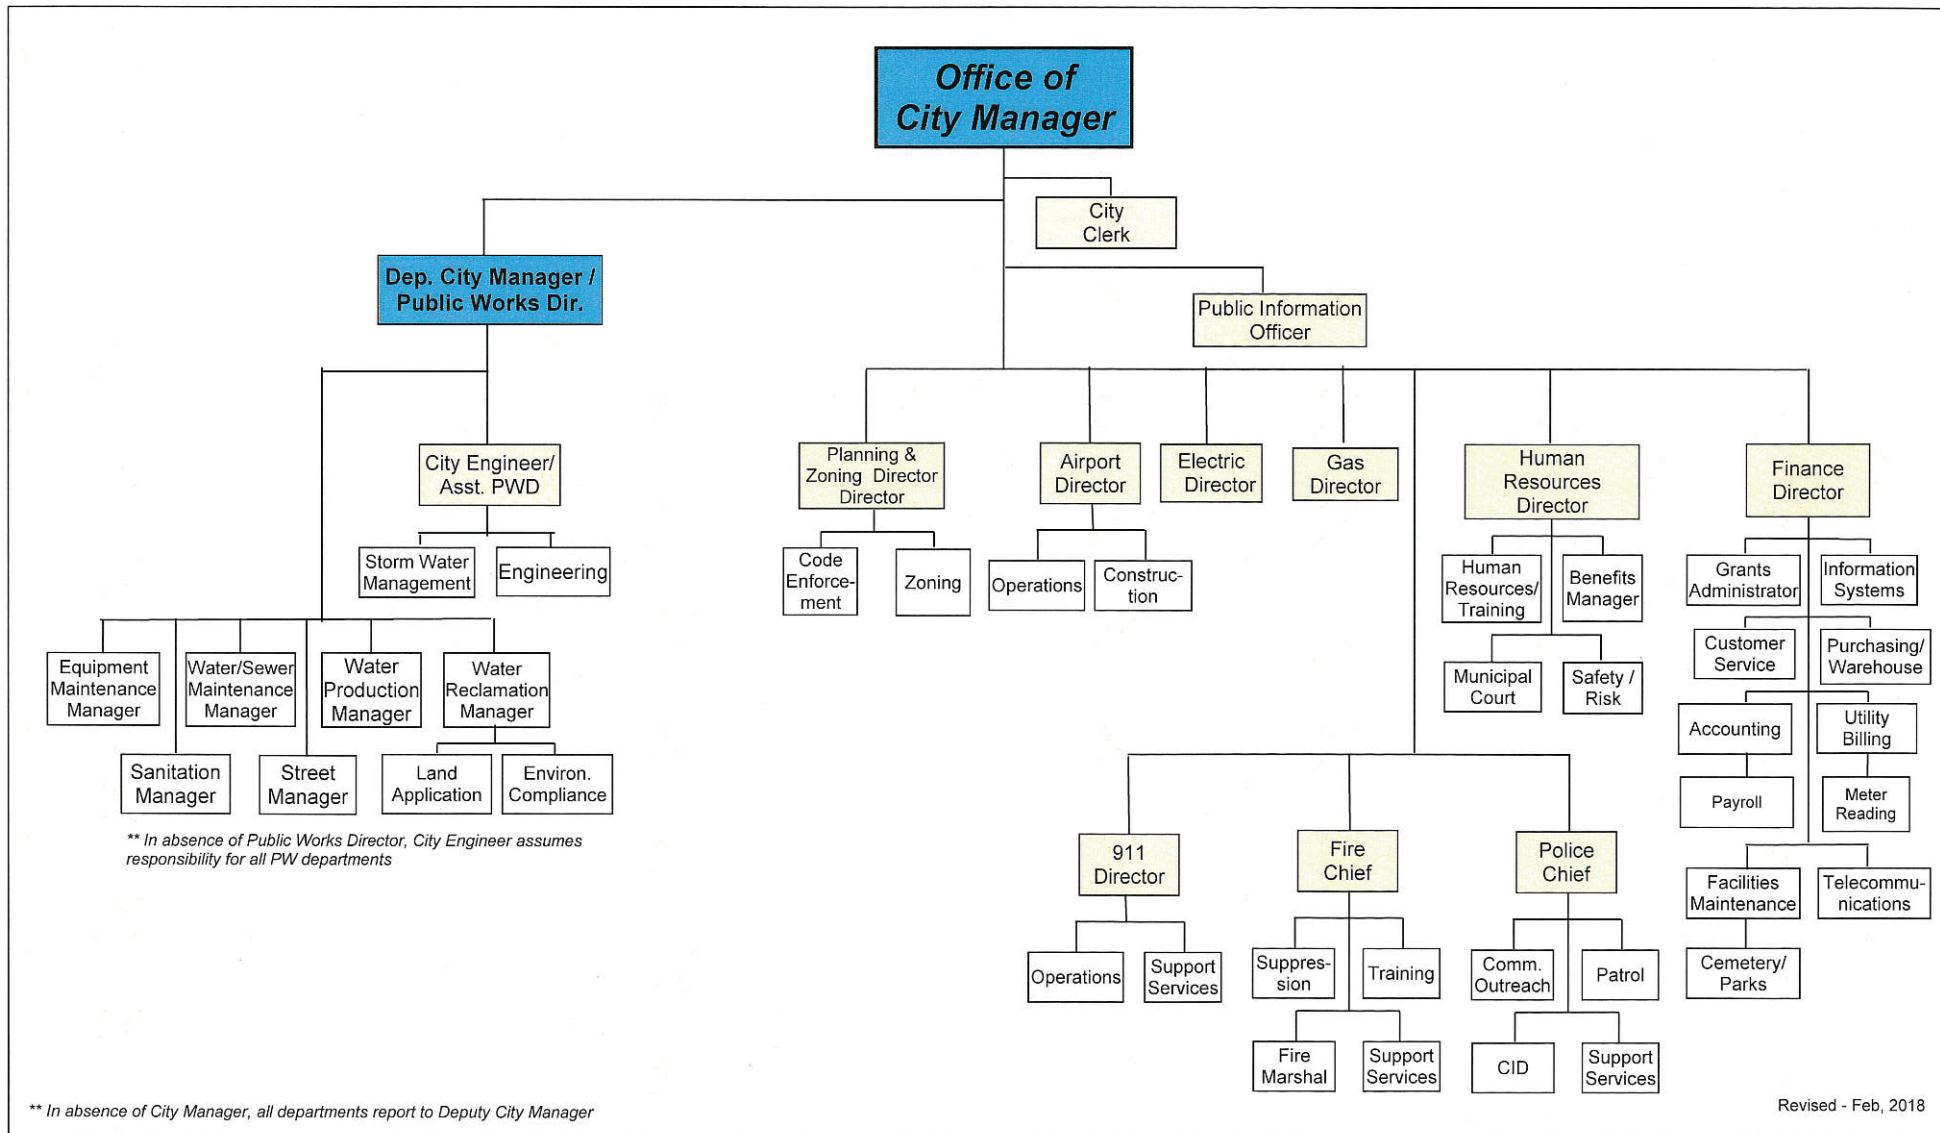 Office of
City Manager
City
Clerk
Dep. City Manager /
Public Works Dir.
Public Information
Officer
City Engineer/
Asst. PWD
Planning &
Zoning Director
Director
Airport
Director
Electric
Director
Gas
Director
Human
Resources
Director
Finance
Director
Storm Water
Management
Engineering
Code
Enforce-
ment
Zoning
Operations
Construc-
tion
Human
Resources/
Training
Benefits
Manager
Grants
Administrator
Information
Systems
Customer
Service
Purchasing/
Warehouse
Equipment
Maintenance
Manager
Water/Sewer
Maintenance
Manager
Water
Production
Manager
Water
Reclamation
Manager
Municipal
Court
Safety /
Risk
Accounting
Utility
Billing
Sanitation
Manager
Street
Manager
Land
Application
Environ.
Compliance
Payroll
Meter
Reading
** In absence of Public Works Director, City Engineer assumes
responsibility for all PW departments
911
Director
Fire
Chief
Police
Chief
Facilities
Maintenance
Telecommu-
nications
Operations
Support
Services
Suppres-
sion
Training
Comm.
Outreach
Patrol
Cemetery/
Parks
Fire
Marshal
Support
Services
CID
Support
Services
** In absence of City Manager, all departments report to Deputy City Manager
Revised - Feb, 2018